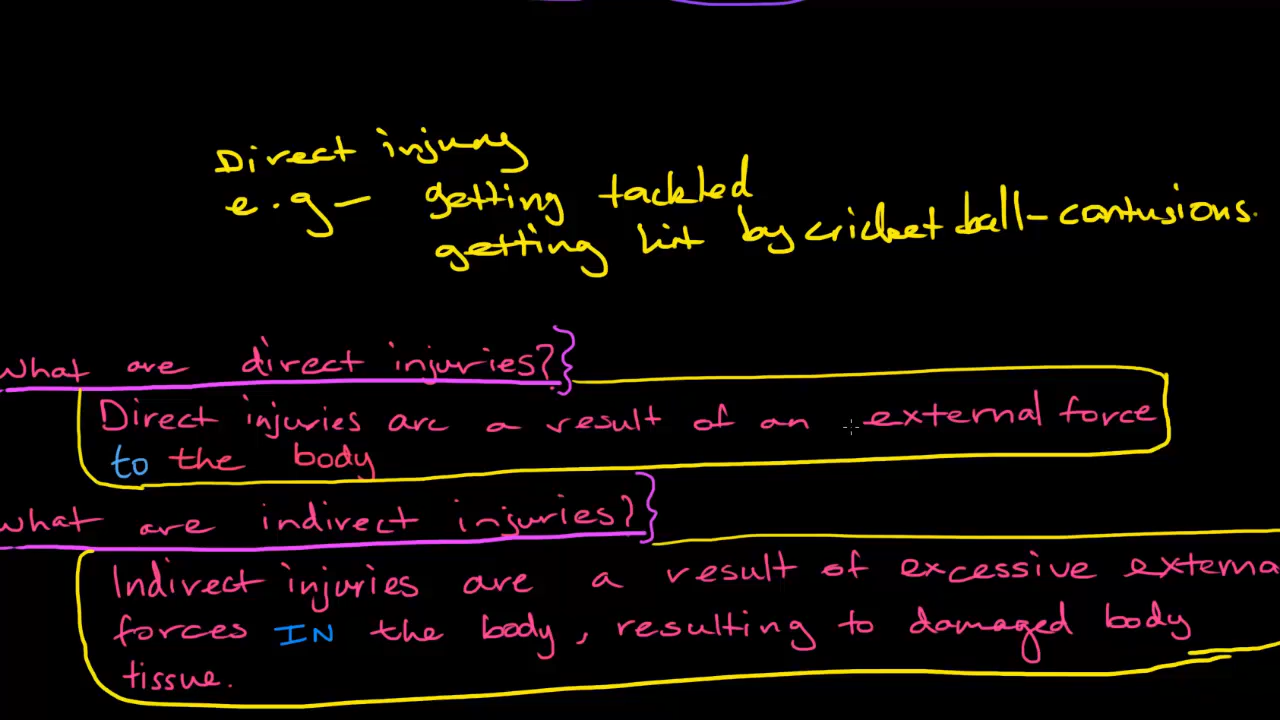 Direct injury
e.g- getting tackled
getting hit by cricket ball - contusions.
What are direct injuries?
Direct injuries are a result of an external force
to the body
What are indirect injuries?
Indirect injuries are a result of excessive externa
forces IN the body, resulting to damaged body
tissue.